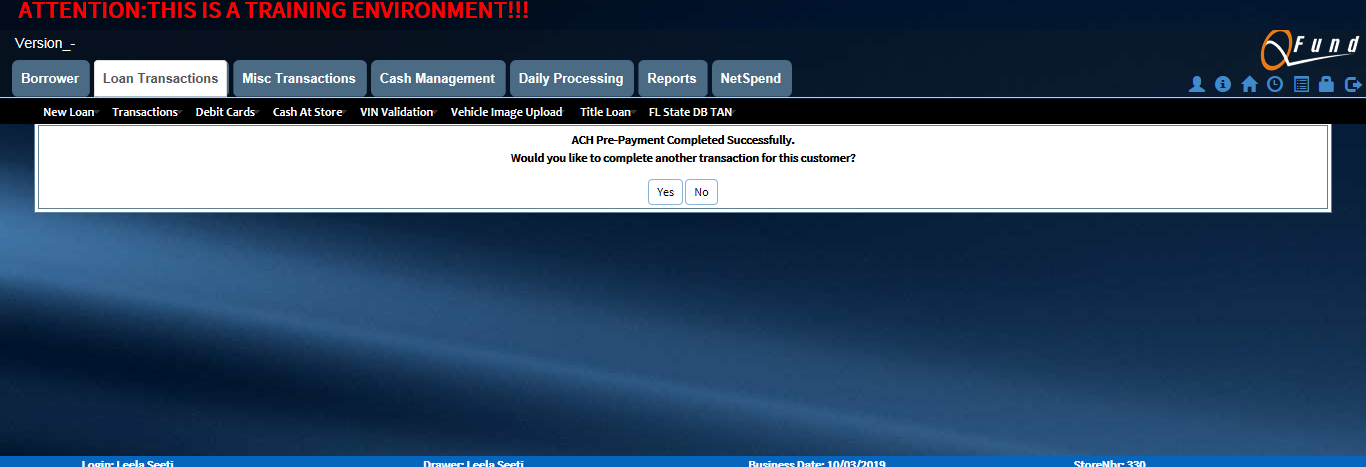 ATTENTION:THIS IS A TRAINING ENVIRONMENT!!!
Version_-
QFund
Borrower Loan Transactions Misc Transactions Cash Management Daily Processing Reports NetSpend
New Loan Transactions Debit Cards Cash At Store VIN Validation Vehicle Image Upload Title Loan FL State DB TAN
ACH Pre-Payment Completed Successfully.
Would you like to complete another transaction for this customer?
Yes No
Login: Leela Seeti Drawer: Leela Seeti Business Date: 10/03/2019 StoreNbr: 330